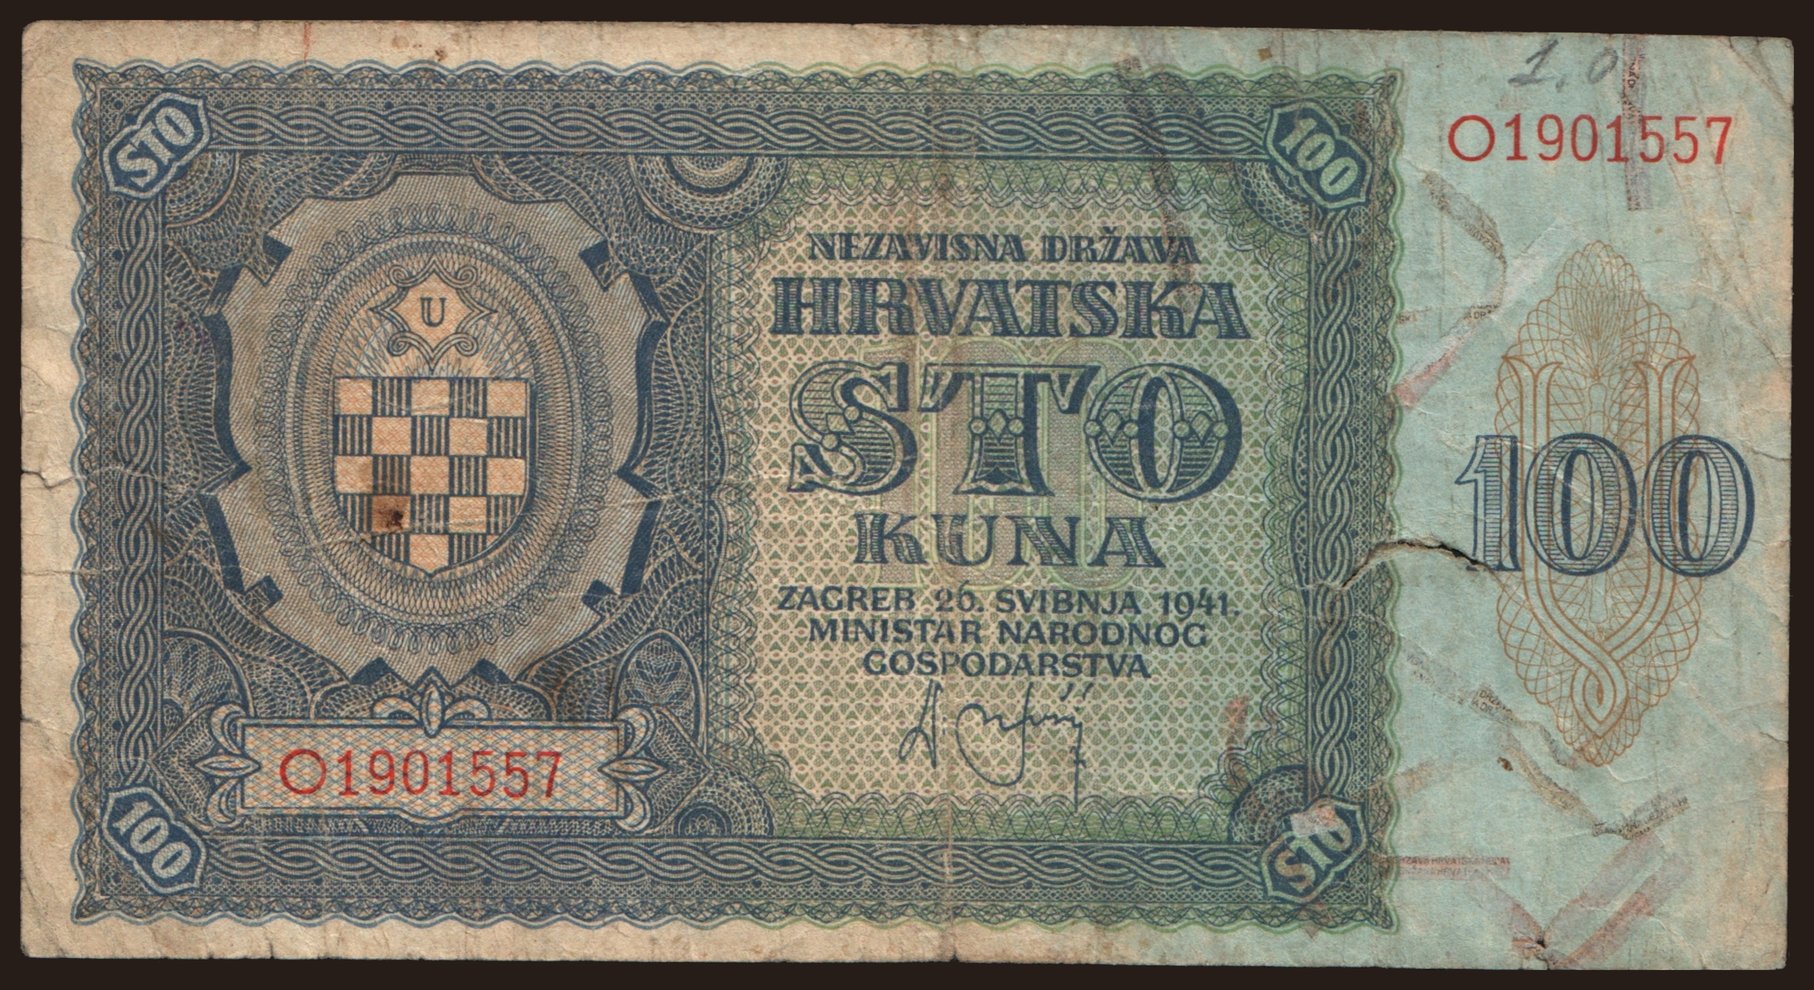 1.0
STO
100
O1901557
NEZAVISNA DRŽAVA
HRVATSKA
U
STO
100
KUNA
ZAGREB 26. SVIBNJA 1941.
MINISTAR NARODNOG
GOSPODARSTVA
O1901557
100
STO